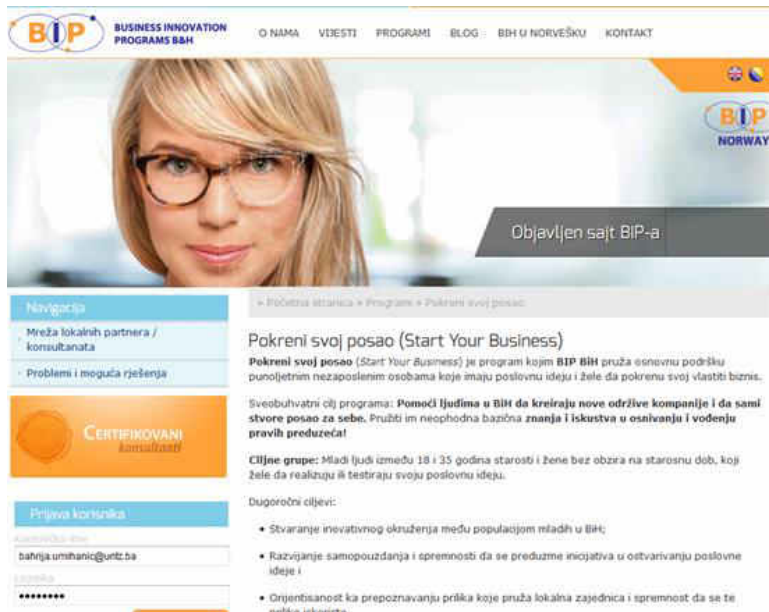 BIP
BUSINESS INNOVATION
PROGRAMS B&H
O NAMA VIJESTI PROGRAMI BLOG BIH U NORVEŠKU KONTAKT
BIP
NORWAY
Objavljen sajt BIP-a
Navigacija
Mreža lokalnih partnera /
konsultanata
Problemi i moguća rješenja
CERTIFIKOVANI
konsultanti
Prijava korisnika
Korisničko ime
bahrija.umihanic@untz.ba
Lozinka
••••••••
» Početna stranica » Programi » Pokreni svoj posao
Pokreni svoj posao (Start Your Business)
Pokreni svoj posao (Start Your Business) je program kojim BIP BiH pruža osnovnu podršku
punoljetnim nezaposlenim osobama koje imaju poslovnu ideju i žele da pokrenu svoj vlastiti biznis.
Sveobuhvatni cilj programa: Pomoći ljudima u BiH da kreiraju nove održive kompanije i da sami
stvore posao za sebe. Pružiti im neophodna bazična znanja i iskustva u osnivanju i vođenju
pravih preduzeća!
Ciljne grupe: Mladi ljudi između 18 i 35 godina starosti i žene bez obzira na starosnu dob, koji
žele da realizuju ili testiraju svoju poslovnu ideju.
Dugoročni ciljevi:
• Stvaranje inovativnog okruženja među populacijom mladih u BiH;
• Razvijanje samopouzdanja i spremnosti da se preduzme inicijativa u ostvarivanju poslovne
ideje i
• Orijentisanost ka prepoznavanju prilika koje pruža lokalna zajednica i spremnost da se te